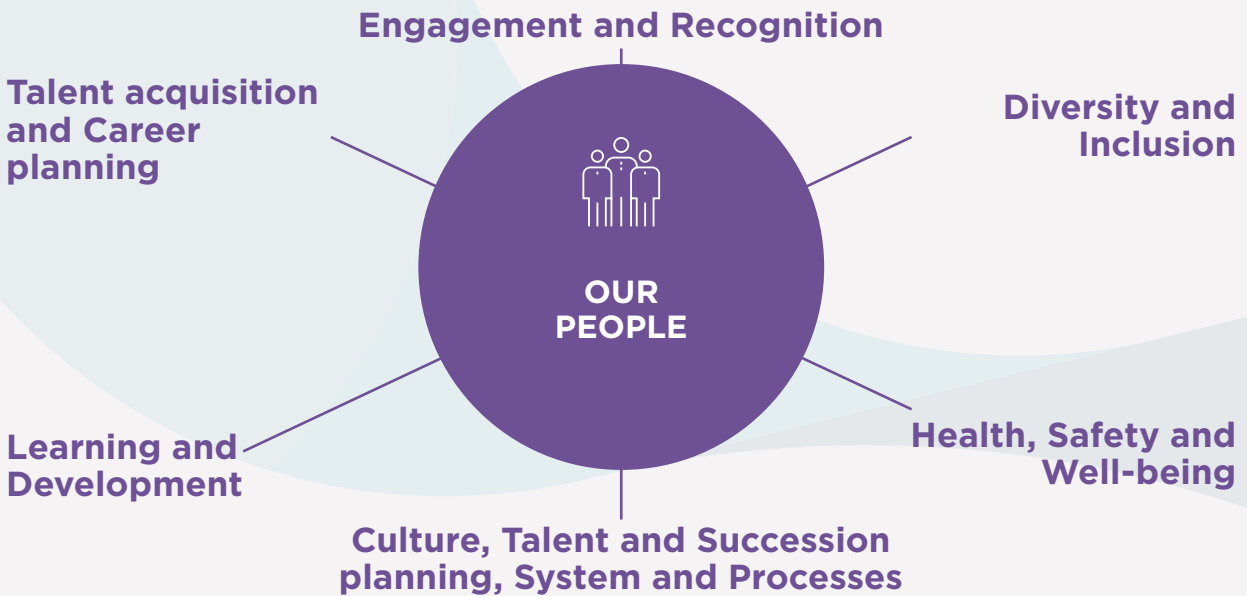 Engagement and Recognition
Talent acquisition
and Career
planning
Diversity and
Inclusion
OUR
PEOPLE
Learning and
Development
Health, Safety and
Well-being
Culture, Talent and Succession
planning, System and Processes